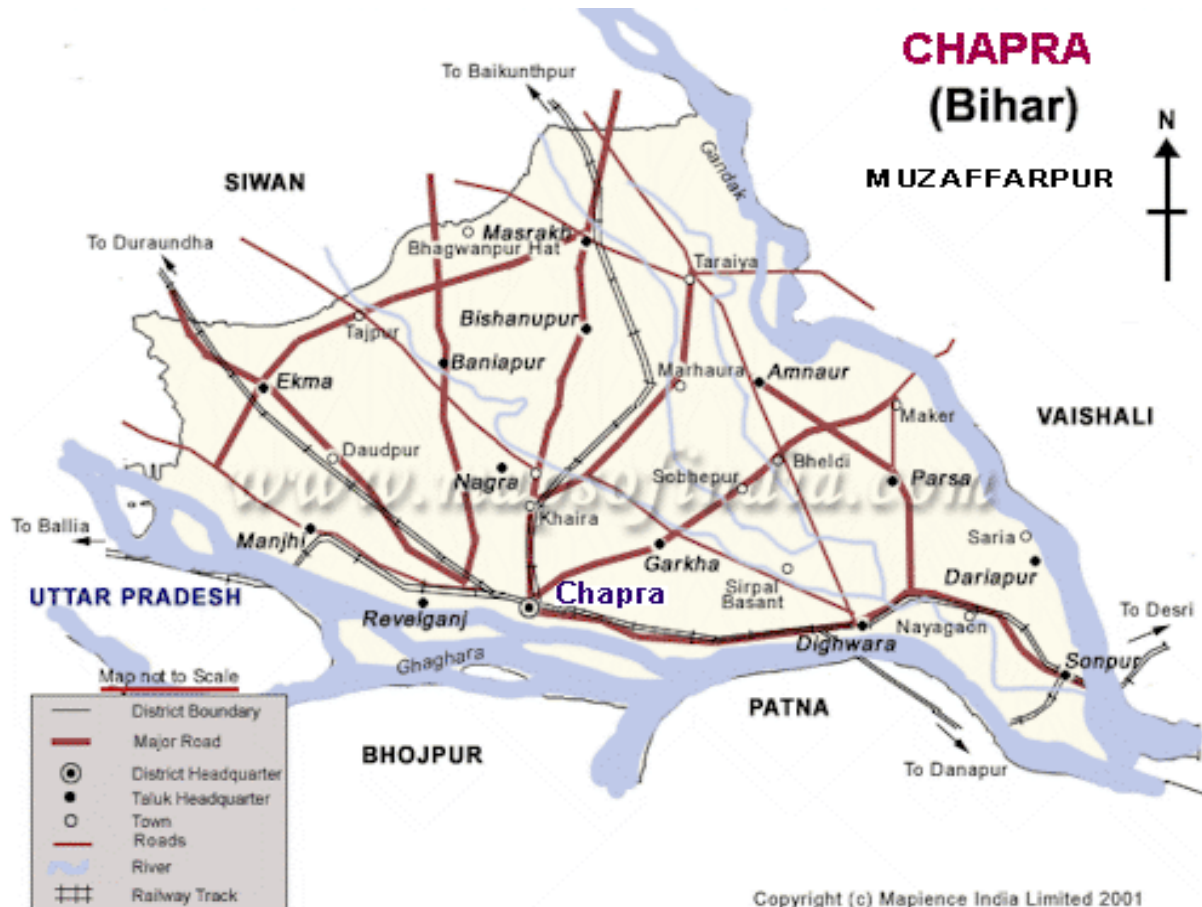 CHAPRA
(Bihar)
N
MUZAFFARPUR
To Baikunthpur
Gandak
SIWAN
To Duraundha
Masrakh
Bhagwanpur Hat
Taraiya
Tajpur
Bishanupur
Baniapur
Ekma
Marhaura
Amnaur
Maker
VAISHALI
Daudpur
Nagra
Sobhepur
Bheldi
Parsa
www.mapsofindia.com
Khaira
To Ballia
Manjhi
Garkha
Saria
Dariapur
UTTAR PRADESH
Revelganj
Chapra
Sirpal
Basant
Dighwara
Nayagaon
To Desri
Sonpur
Ghaghara
Map not to Scale
PATNA
BHOJPUR
To Danapur
District Boundary
Major Road
District Headquarter
Taluk Headquarter
Town
Roads
River
Railway Track
Copyright (c) Mapience India Limited 2001